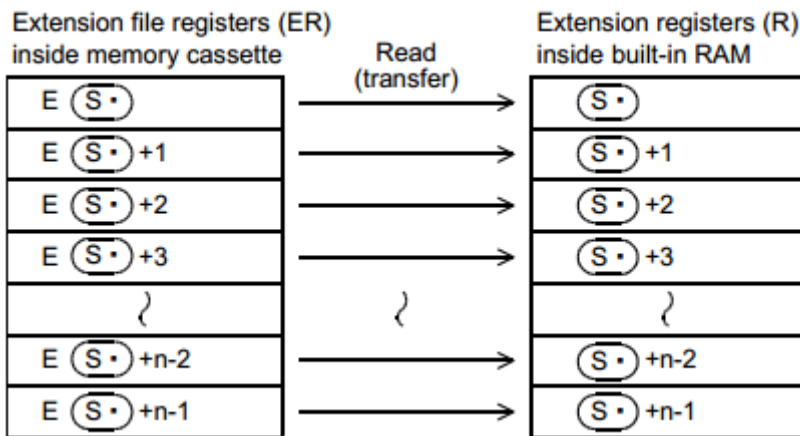 Extension file registers (ER)
inside memory cassette
Read
(transfer)
Extension registers (R)
inside built-in RAM
E S・
S・
E S・ +1
S・ +1
E S・ +2
S・ +2
E S・ +3
S・ +3
E S・ +n-2
S・ +n-2
E S・ +n-1
S・ +n-1